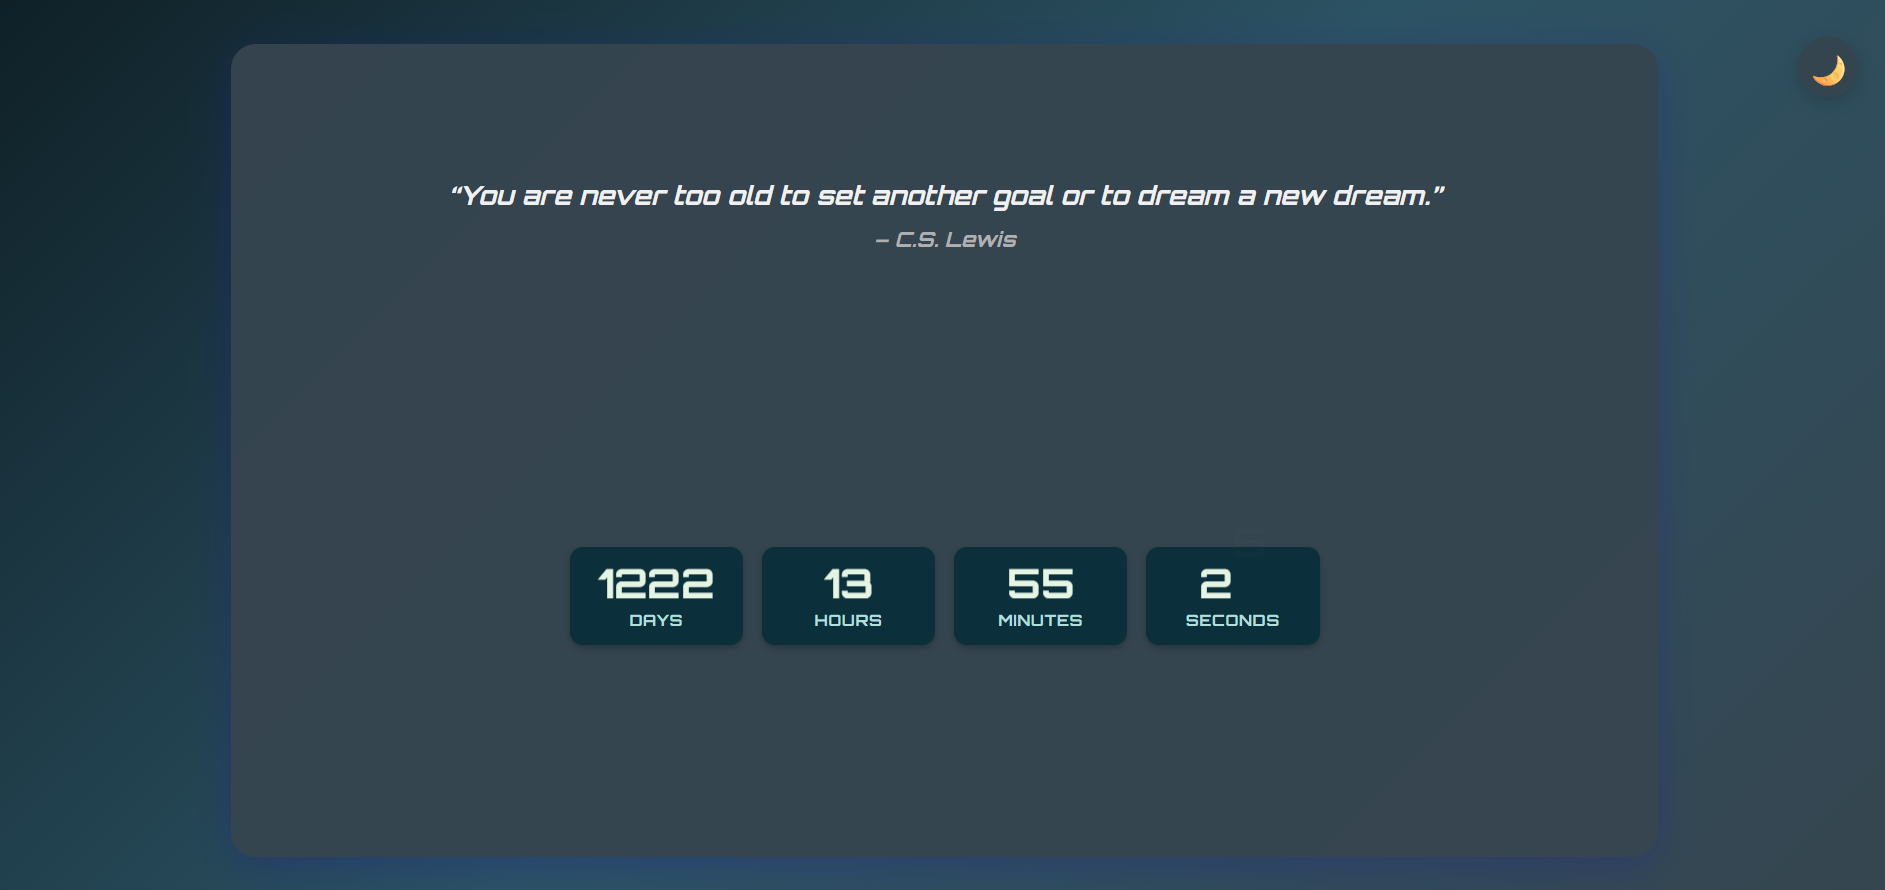 “You are never too old to set another goal or to dream a new dream.”
– C.S. Lewis
1222 13 55 2
DAYS HOURS MINUTES SECONDS